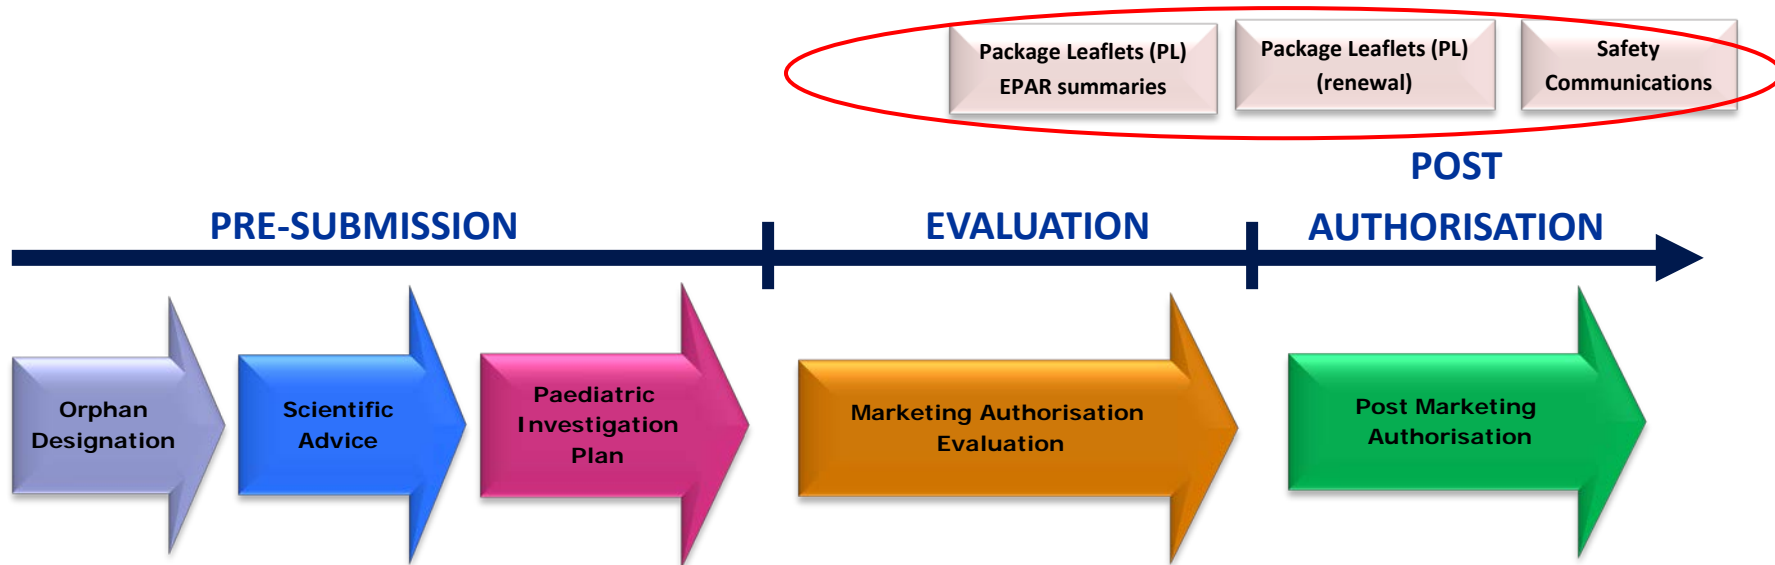 Package Leaflets (PL)
EPAR summaries
Package Leaflets (PL)
(renewal)
Safety
Communications
PRE-SUBMISSION
EVALUATION
POST
AUTHORISATION
Orphan
Designation
Scientific
Advice
Paediatric
Investigation
Plan
Marketing Authorisation
Evaluation
Post Marketing
Authorisation